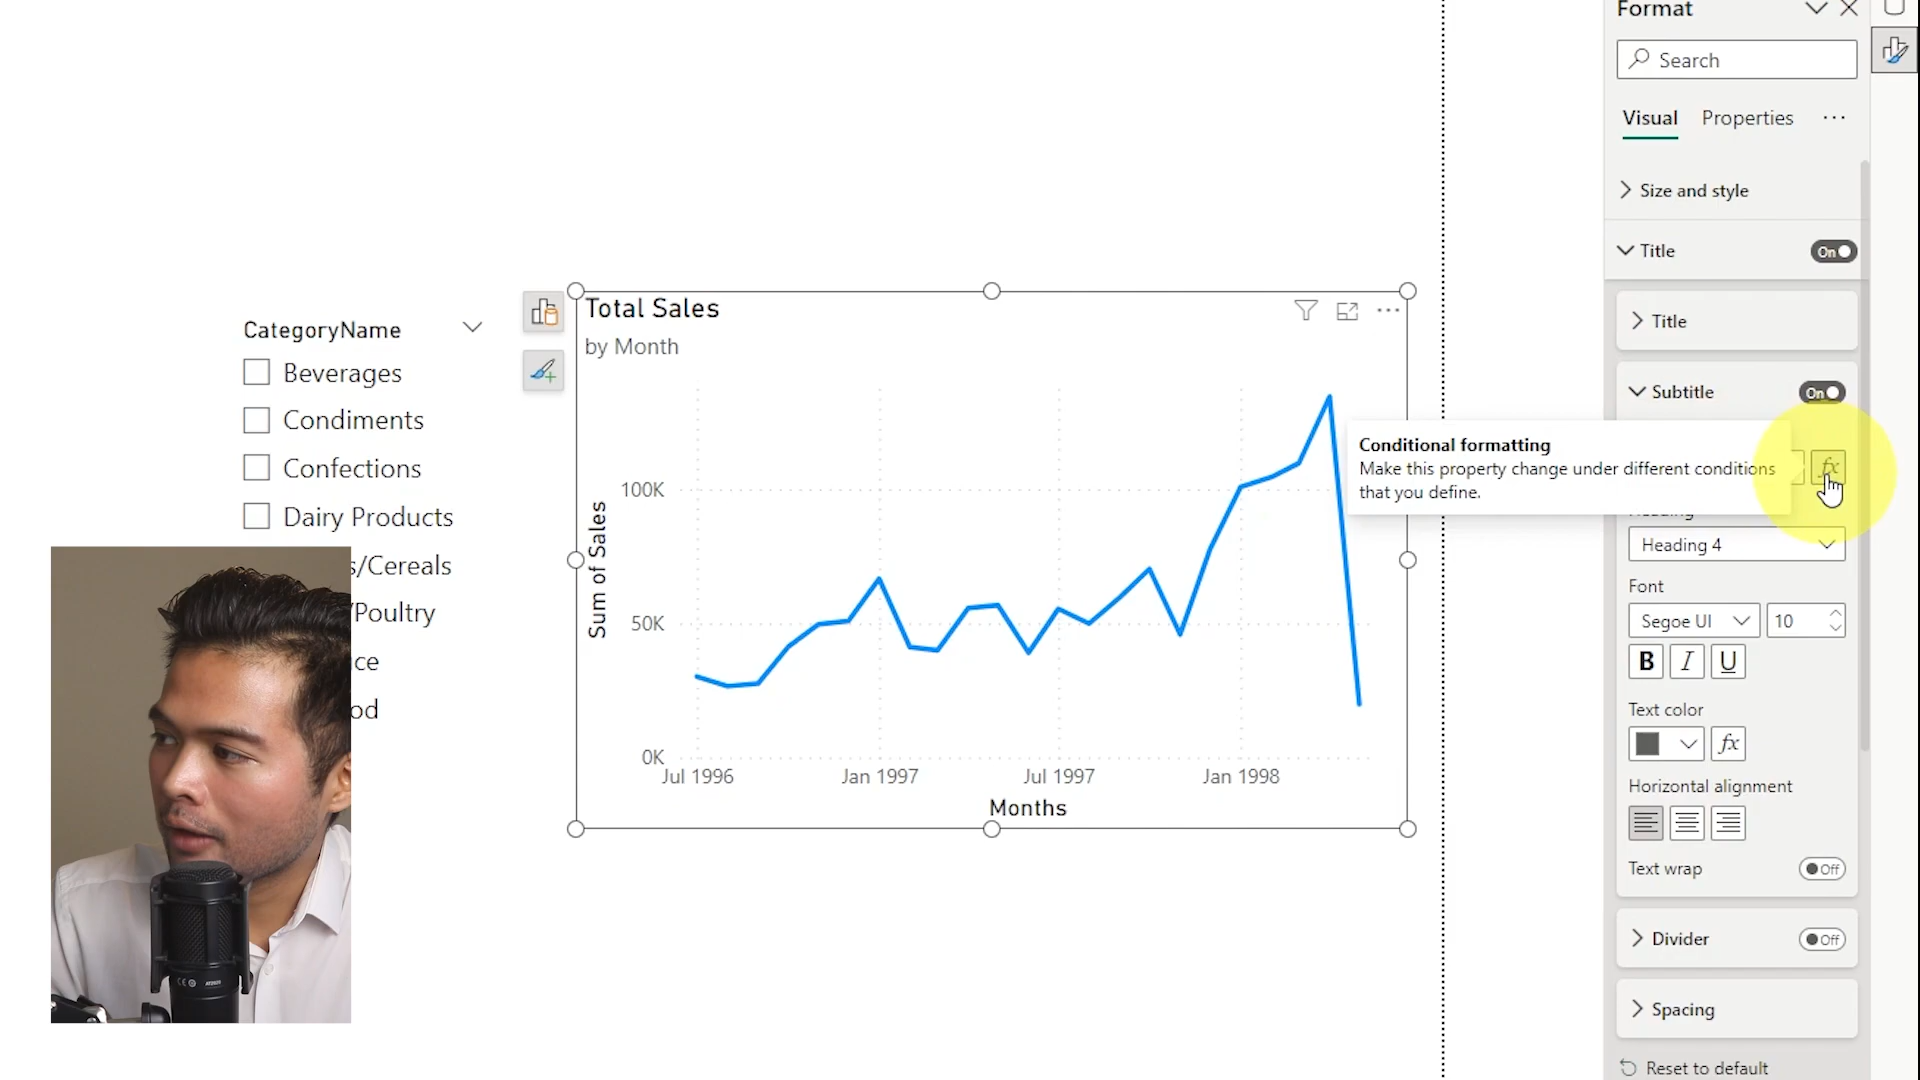 Format
Search
Visual Properties ...
Size and style
Title On
Title
Subtitle On
Conditional formatting
Make this property change under different conditions
that you define.
fx
Heading 4
Font
Segoe UI 10
B I U
Text color
fx
Horizontal alignment
Text wrap Off
Divider Off
Spacing
Reset to default
CategoryName
Beverages
Condiments
Confections
Dairy Products
s/Cereals
/Poultry
ce
od
Total Sales
by Month
Sum of Sales
100K
50K
0K
Jul 1996 Jan 1997 Jul 1997 Jan 1998
Months